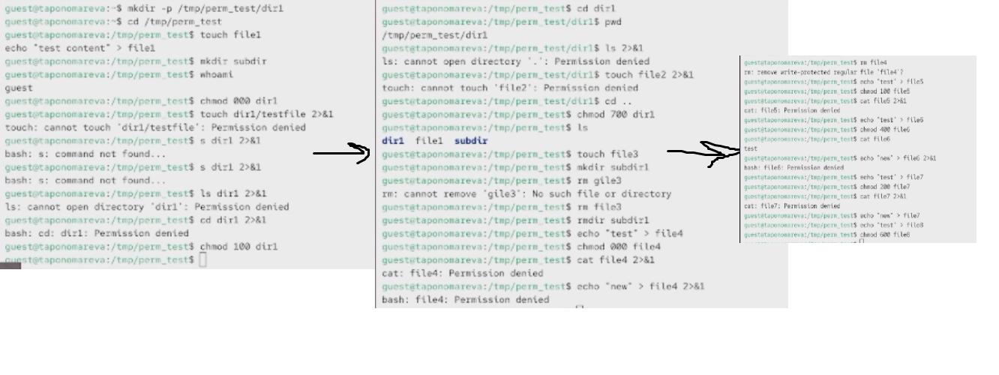 guest@taponomareva:~$ mkdir -p /tmp/perm_test/dir1
guest@taponomareva:~$ cd /tmp/perm_test
guest@taponomareva:/tmp/perm_test$ touch file1
echo "test content" > file1
guest@taponomareva:/tmp/perm_test$ mkdir subdir
guest@taponomareva:/tmp/perm_test$ whoami
guest
guest@taponomareva:/tmp/perm_test$ chmod 000 dir1
guest@taponomareva:/tmp/perm_test$ touch dir1/testfile 2>&1
touch: cannot touch 'dir1/testfile': Permission denied
guest@taponomareva:/tmp/perm_test$ s dir1 2>&1
bash: s: command not found...
guest@taponomareva:/tmp/perm_test$ s dir1 2>&1
bash: s: command not found...
guest@taponomareva:/tmp/perm_test$ ls dir1 2>&1
ls: cannot open directory 'dir1': Permission denied
guest@taponomareva:/tmp/perm_test$ cd dir1 2>&1
bash: cd: dir1: Permission denied
guest@taponomareva:/tmp/perm_test$ chmod 100 dir1
guest@taponomareva:/tmp/perm_test$
guest@taponomareva:/tmp/perm_test$ cd dir1
guest@taponomareva:/tmp/perm_test/dir1$ pwd
/tmp/perm_test/dir1
guest@taponomareva:/tmp/perm_test/dir1$ ls 2>&1
ls: cannot open directory '.': Permission denied
guest@taponomareva:/tmp/perm_test/dir1$ touch file2 2>&1
touch: cannot touch 'file2': Permission denied
guest@taponomareva:/tmp/perm_test/dir1$ cd ..
guest@taponomareva:/tmp/perm_test$ chmod 700 dir1
guest@taponomareva:/tmp/perm_test$ ls
dir1 file1 subdir
guest@taponomareva:/tmp/perm_test$ touch file3
guest@taponomareva:/tmp/perm_test$ mkdir subdir1
guest@taponomareva:/tmp/perm_test$ rm gile3
rm: cannot remove 'gile3': No such file or directory
guest@taponomareva:/tmp/perm_test$ rm file3
guest@taponomareva:/tmp/perm_test$ rmdir subdir1
guest@taponomareva:/tmp/perm_test$ echo "test" > file4
guest@taponomareva:/tmp/perm_test$ chmod 000 file4
guest@taponomareva:/tmp/perm_test$ cat file4 2>&1
cat: file4: Permission denied
guest@taponomareva:/tmp/perm_test$ echo "new" > file4 2>&1
bash: file4: Permission denied
guest@taponomareva:/tmp/perm_test$ rm file4
rm: remove write-protected regular file 'file4'?
guest@taponomareva:/tmp/perm_test$ echo "test" > file5
guest@taponomareva:/tmp/perm_test$ chmod 100 file5
guest@taponomareva:/tmp/perm_test$ cat file5 2>&1
cat: file5: Permission denied
guest@taponomareva:/tmp/perm_test$ echo "test" > file6
guest@taponomareva:/tmp/perm_test$ chmod 400 file6
guest@taponomareva:/tmp/perm_test$ cat file6
test
guest@taponomareva:/tmp/perm_test$ echo "new" > file6 2>&1
bash: file6: Permission denied
guest@taponomareva:/tmp/perm_test$ echo "test" > file7
guest@taponomareva:/tmp/perm_test$ chmod 200 file7
guest@taponomareva:/tmp/perm_test$ cat file7 2>&1
cat: file7: Permission denied
guest@taponomareva:/tmp/perm_test$ echo "new" > file7
guest@taponomareva:/tmp/perm_test$ echo "test" > file8
guest@taponomareva:/tmp/perm_test$ chmod 600 file8